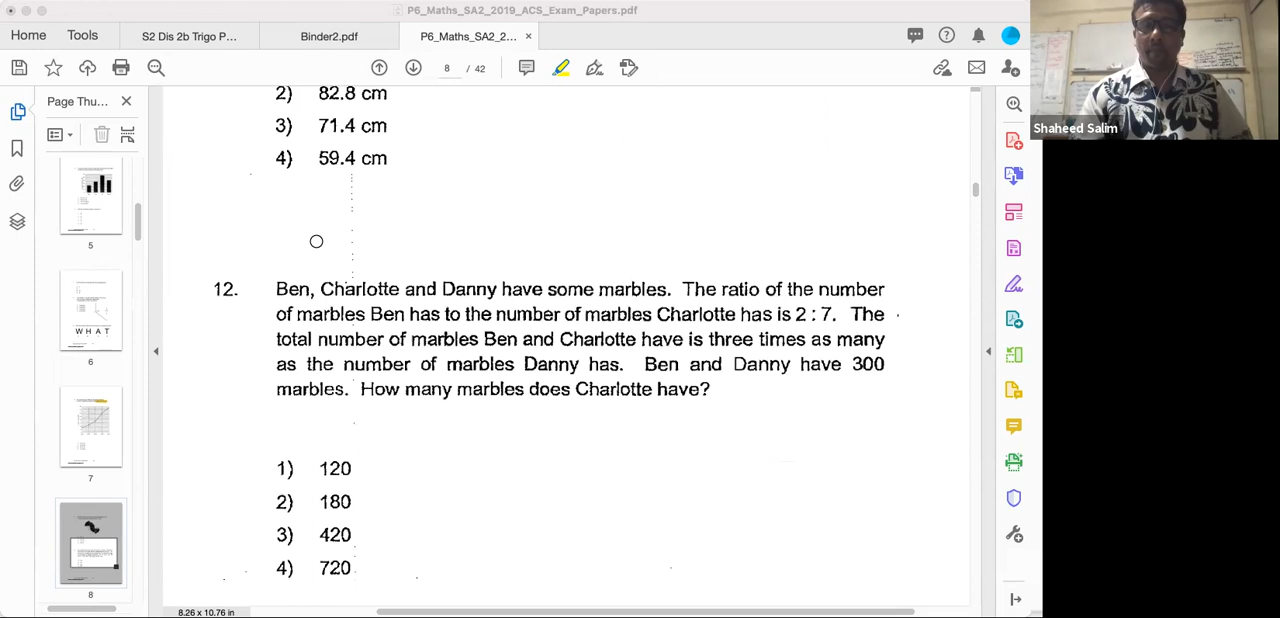 P6_Maths_SA2_2019_ACS_Exam_Papers.pdf
Home Tools S2 Dis 2b Trigo P... Binder2.pdf P6_Maths_SA2_2... ×
8 / 42
Page Thu...
5
6
WHAT
7
8
2) 82.8 cm
3) 71.4 cm
4) 59.4 cm
12. Ben, Charlotte and Danny have some marbles. The ratio of the number
of marbles Ben has to the number of marbles Charlotte has is 2 : 7. The
total number of marbles Ben and Charlotte have is three times as many
as the number of marbles Danny has. Ben and Danny have 300
marbles. How many marbles does Charlotte have?
1) 120
2) 180
3) 420
4) 720
8.26 x 10.76 in
Shaheed Salim